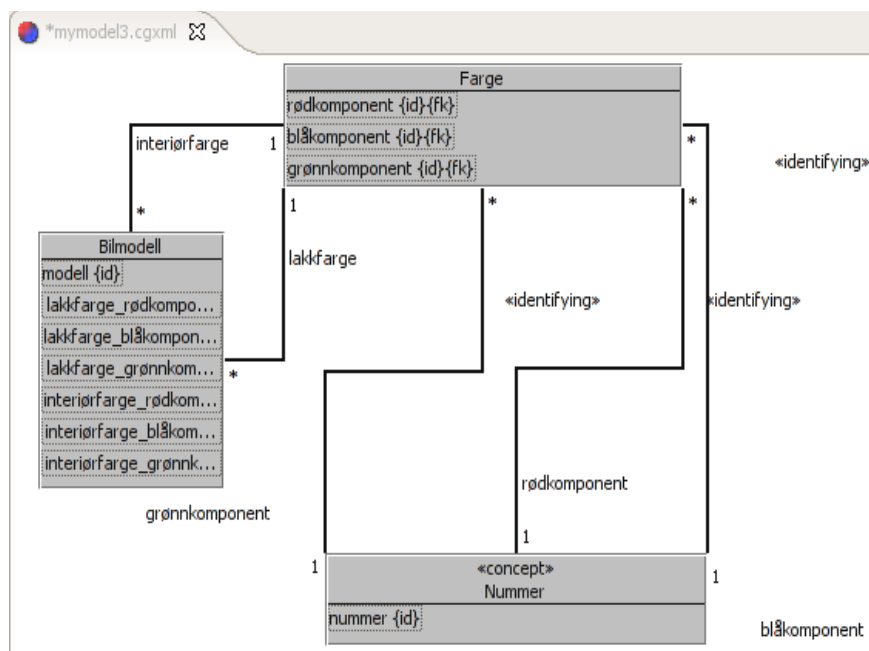 *mymodel3.cgxml
Farge
rødkomponent {id}{fk}
blåkomponent {id}{fk}
grønnkomponent {id}{fk}
interiørfarge
1
*
«identifying»
*
1
*
*
Bilmodell
modell {id}
lakkfarge_rødkompo...
lakkfarge_blåkompon...
lakkfarge_grønnkom...
interiørfarge_rødkom...
interiørfarge_blåkom...
interiørfarge_grønnk...
lakkfarge
«identifying»
«identifying»
*
rødkomponent
grønnkomponent
1
1
1
«concept»
Nummer
nummer {id}
blåkomponent